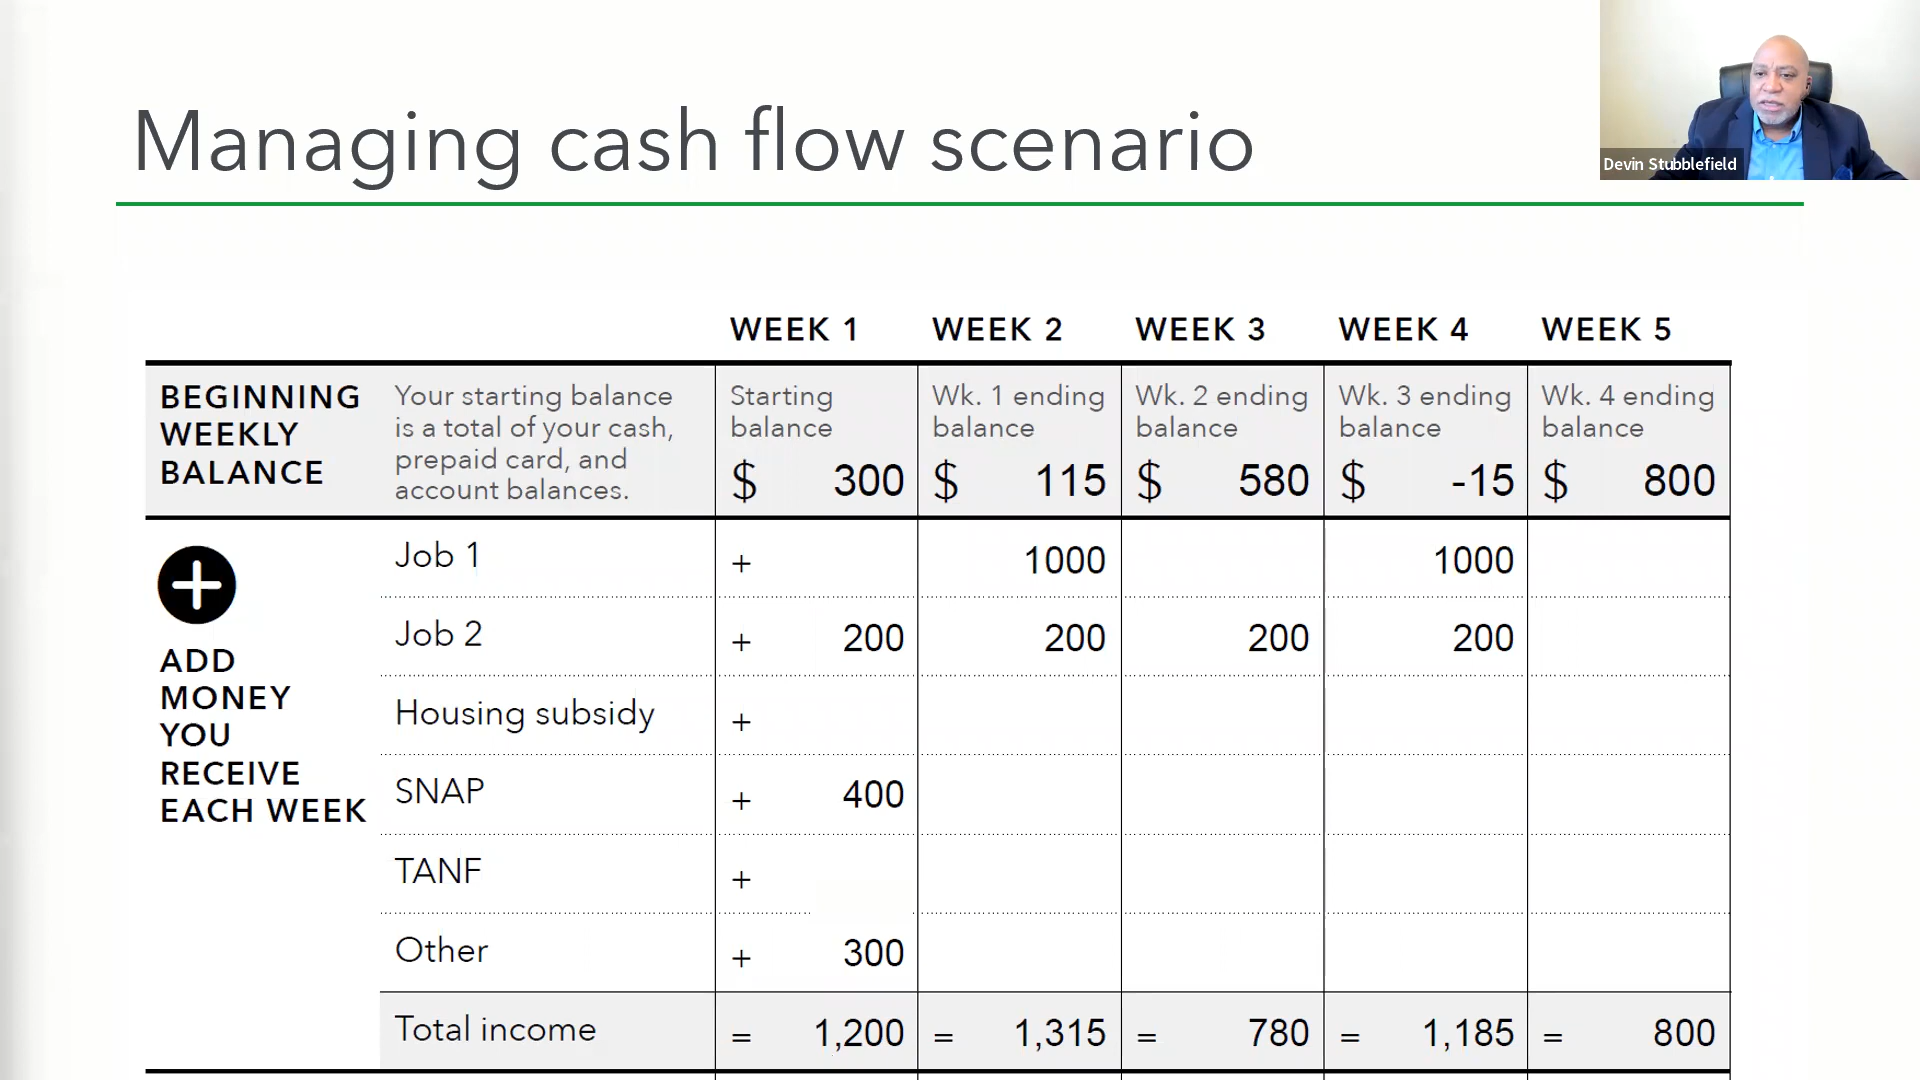 Managing cash flow scenario
Devin Stubblefield
WEEK 1 WEEK 2 WEEK 3 WEEK 4 WEEK 5
BEGINNING
WEEKLY
BALANCE
Your starting balance
is a total of your cash,
prepaid card, and
account balances.
Starting
balance
$ 300
Wk. 1 ending
balance
$ 115
Wk. 2 ending
balance
$ 580
Wk. 3 ending
balance
$ -15
Wk. 4 ending
balance
$ 800
+
ADD
MONEY
YOU
RECEIVE
EACH WEEK
Job 1 + 1000 1000
Job 2 + 200 200 200 200
Housing subsidy +
SNAP + 400
TANF +
Other + 300
Total income = 1,200 = 1,315 = 780 = 1,185 = 800